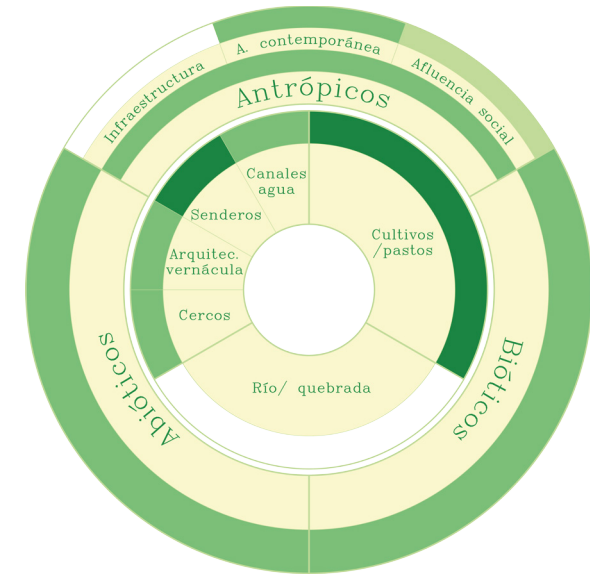 A. contemporánea
Infraestructura
Afluencia social
Antrópicos
Canales
agua
Senderos
Cultivos
/pastos
Arquitec.
vernácula
Cercos
Río/ quebrada
Abióticos
Bióticos